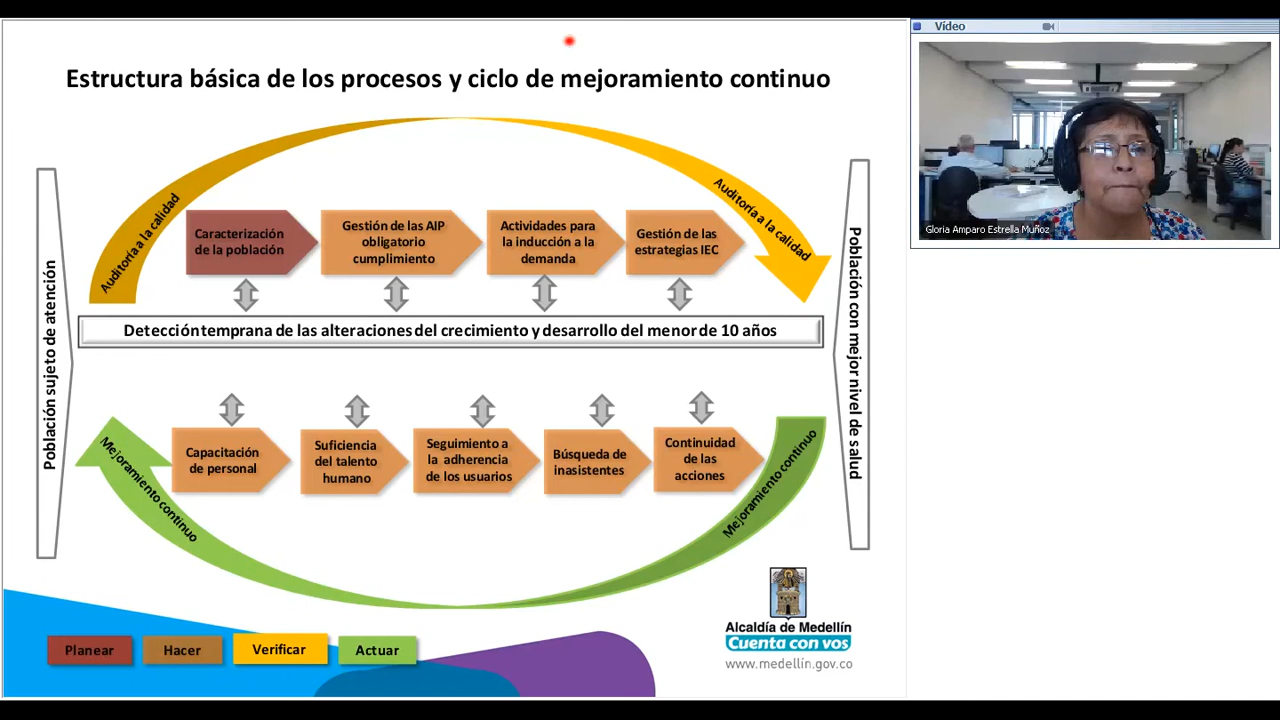 Vídeo
Estructura básica de los procesos y ciclo de mejoramiento continuo
Auditoría a la calidad
Auditoría a la calidad
Caracterización
de la población
Gestión de las AIP
obligatorio
cumplimiento
Actividades para
la inducción a la
demanda
Gestión de las
estrategias IEC
Gloria Amparo Estrella Muñoz
Población sujeto de atención
Detección temprana de las alteraciones del crecimiento y desarrollo del menor de 10 años
Población con mejor nivel de salud
Mejoramiento continuo
Capacitación
de personal
Suficiencia
del talento
humano
Seguimiento a
la adherencia
de los usuarios
Búsqueda de
inasistentes
Continuidad
de las
acciones
Mejoramiento continuo
Planear
Hacer
Verificar
Actuar
Alcaldía de Medellín
Cuenta con vos
www.medellín.gov.co